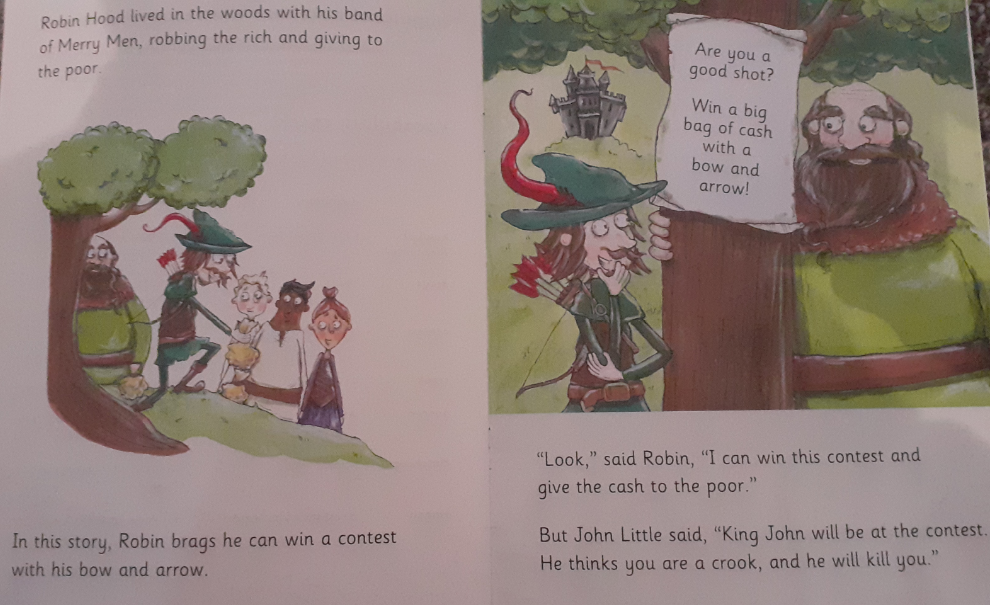 Robin Hood lived in the woods with his band
of Merry Men, robbing the rich and giving to
the poor.
In this story, Robin brags he can win a contest
with his bow and arrow.
Are you a
good shot?
Win a big
bag of cash
with a
bow and
arrow!
“Look,” said Robin, “I can win this contest and
give the cash to the poor.”
But John Little said, “King John will be at the contest.
He thinks you are a crook, and he will kill you.”